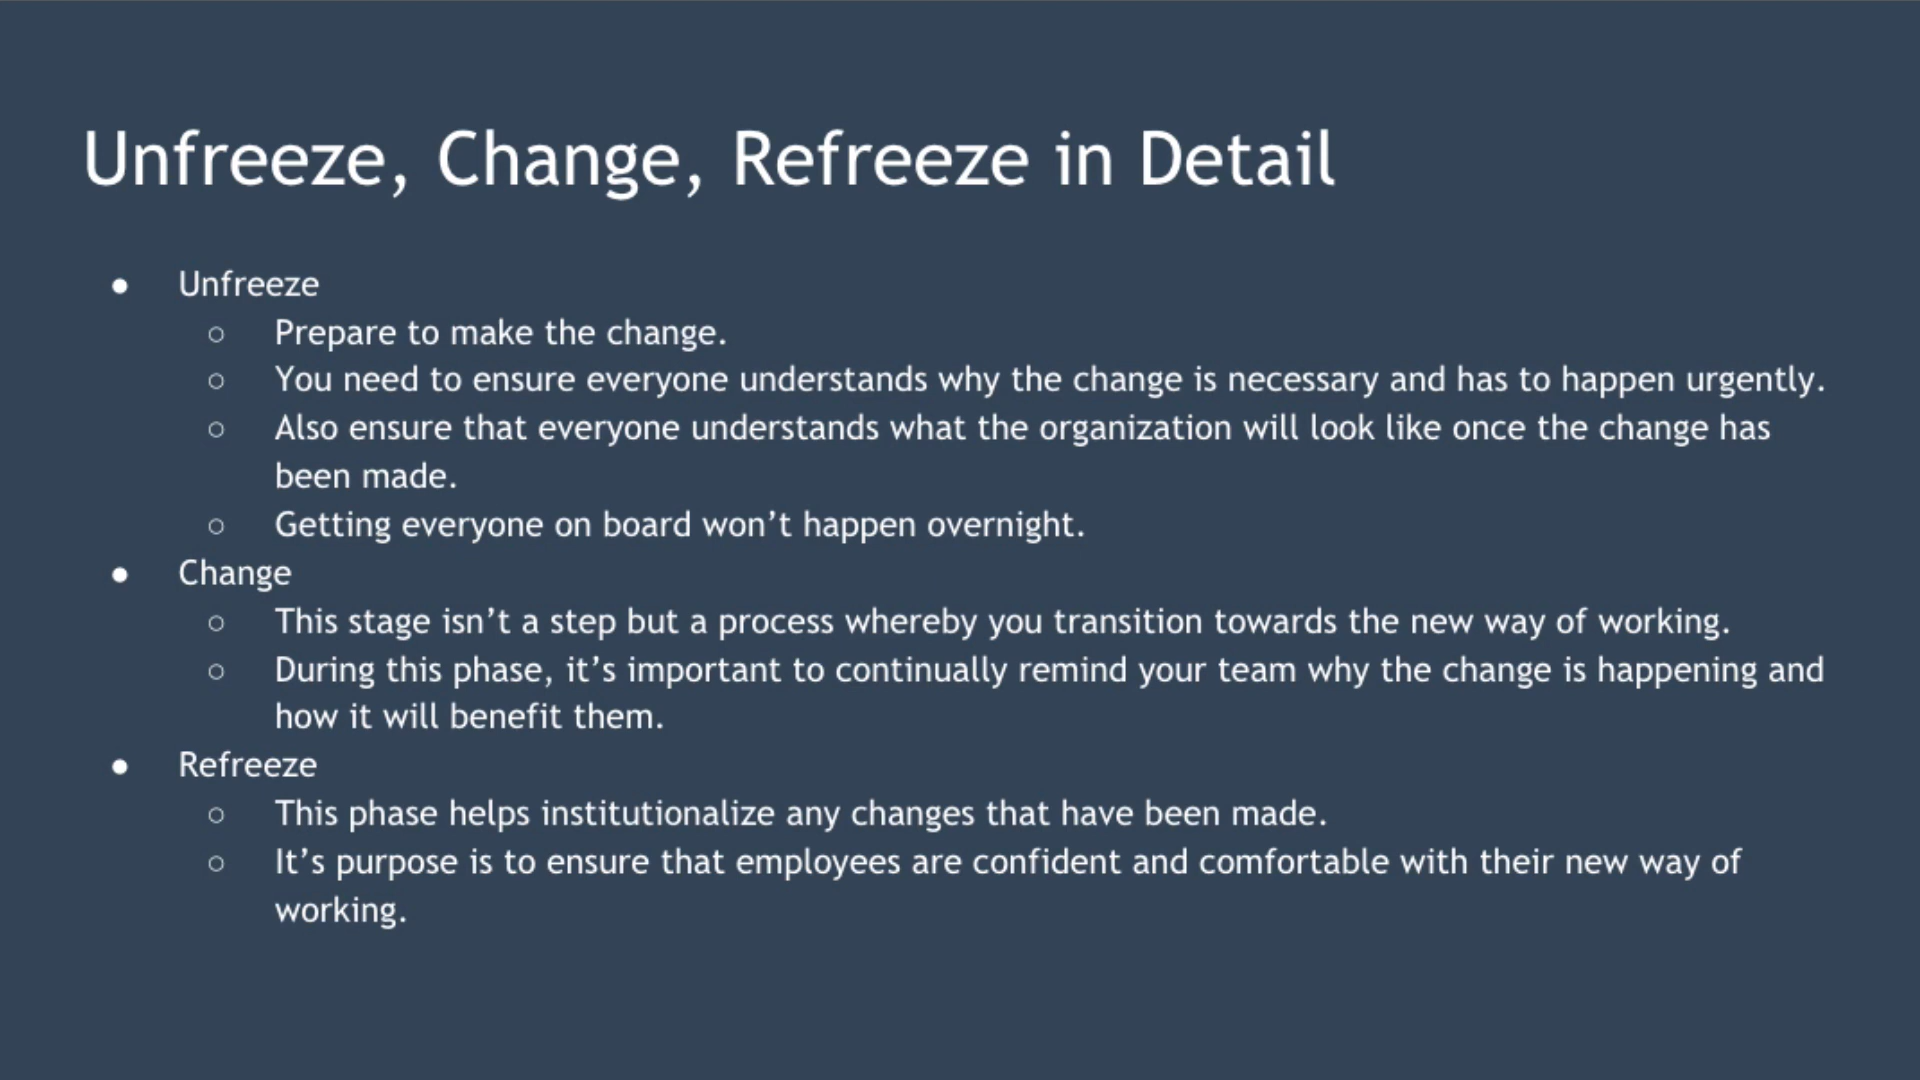 Unfreeze, Change, Refreeze in Detail
● Unfreeze
○ Prepare to make the change.
○ You need to ensure everyone understands why the change is necessary and has to happen urgently.
○ Also ensure that everyone understands what the organization will look like once the change has
been made.
○ Getting everyone on board won’t happen overnight.
● Change
○ This stage isn’t a step but a process whereby you transition towards the new way of working.
○ During this phase, it’s important to continually remind your team why the change is happening and
how it will benefit them.
● Refreeze
○ This phase helps institutionalize any changes that have been made.
○ It’s purpose is to ensure that employees are confident and comfortable with their new way of
working.